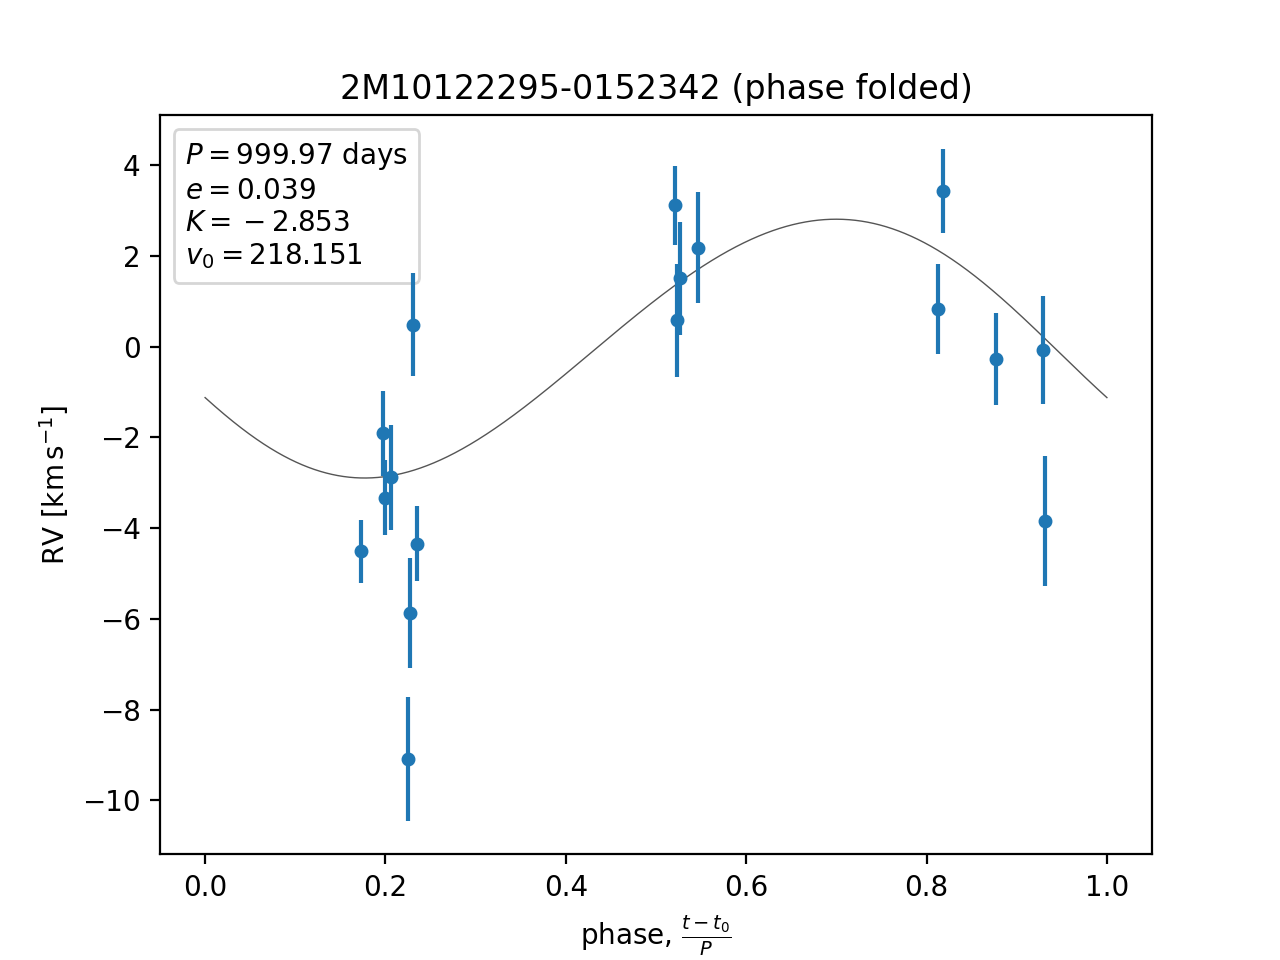 2M10122295-0152342 (phase folded)
P = 999.97 days
e = 0.039
K = −2.853
v₀ = 218.151
4
2
0
−2
−4
−6
−8
−10
RV [km s⁻¹]
0.0 0.2 0.4 0.6 0.8 1.0
phase, (t − t₀)/P